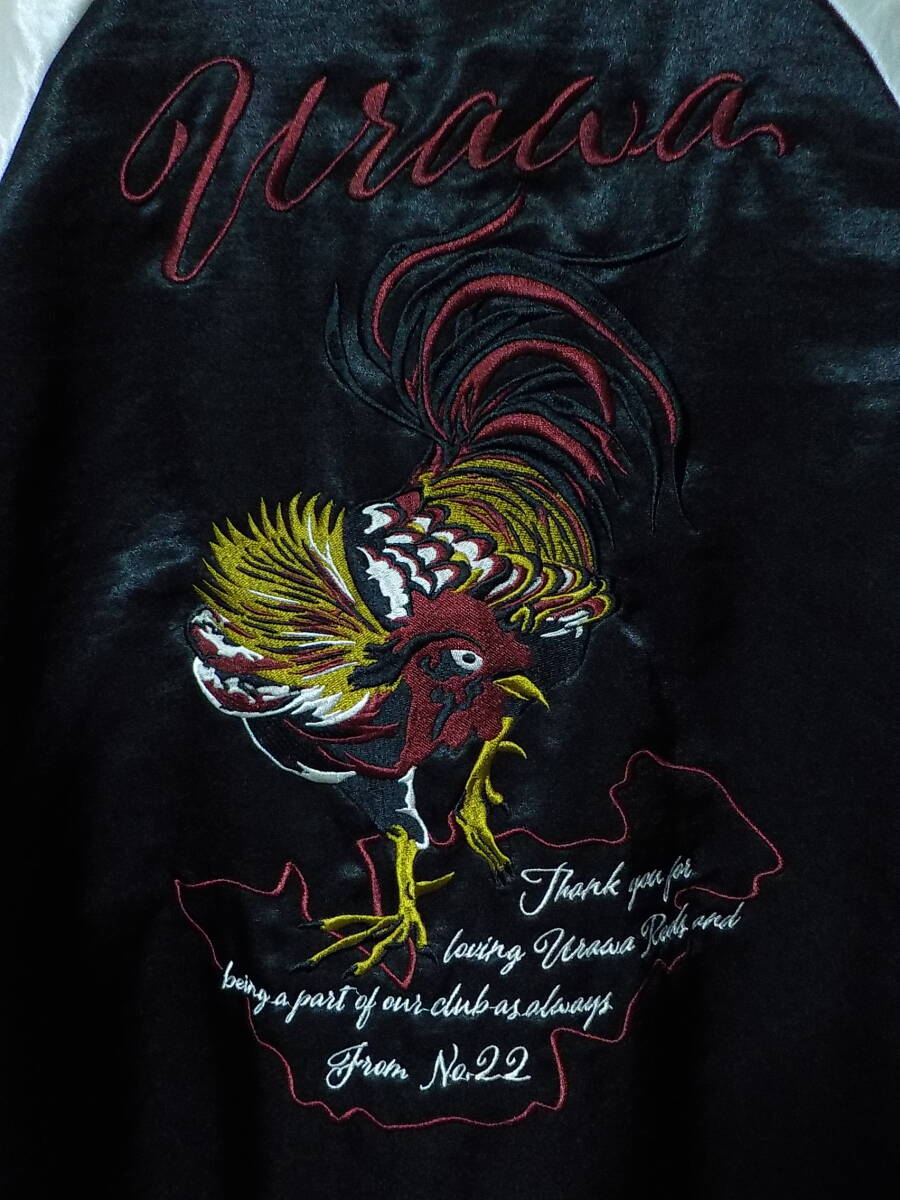 Urawa
Thank you for
loving Urawa Reds and
being a part of our club as always
From No.22